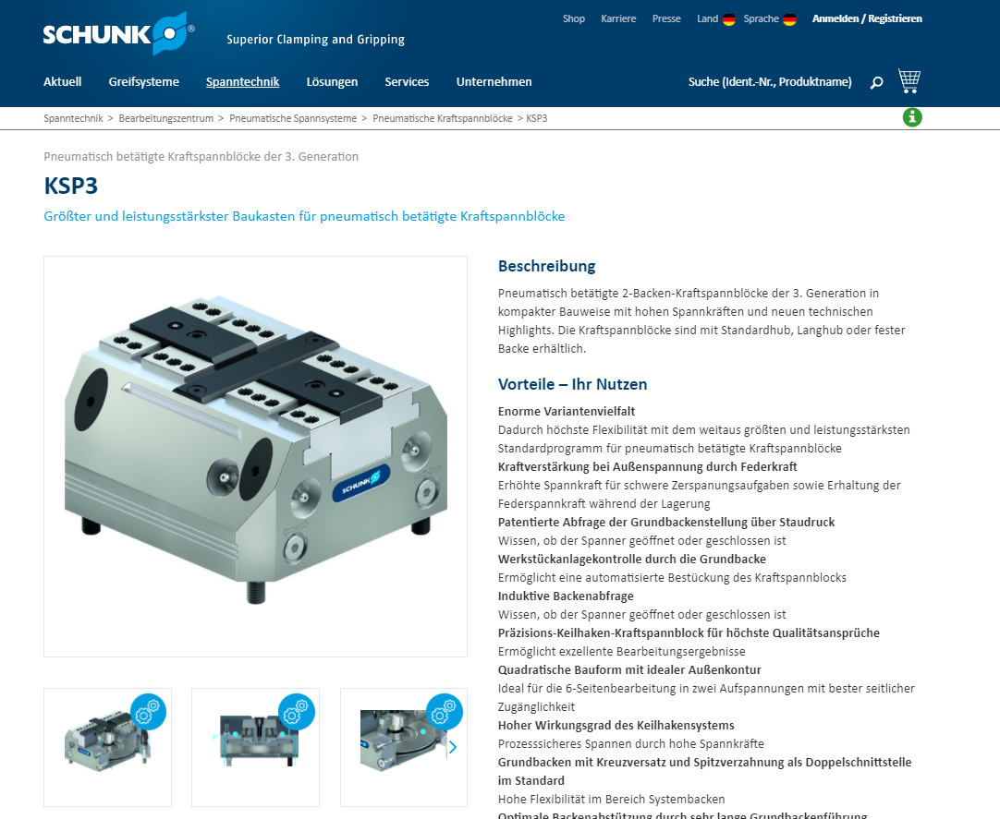 Shop Karriere Presse Land Sprache Anmelden / Registrieren
SCHUNK ®
Superior Clamping and Gripping
Aktuell Greifsysteme Spanntechnik Lösungen Services Unternehmen Suche (Ident.-Nr., Produktname)
Spanntechnik > Bearbeitungszentrum > Pneumatische Spannsysteme > Pneumatische Kraftspannblöcke > KSP3
Pneumatisch betätigte Kraftspannblöcke der 3. Generation
KSP3
Größter und leistungsstärkster Baukasten für pneumatisch betätigte Kraftspannblöcke
SCHUNK
Beschreibung
Pneumatisch betätigte 2-Backen-Kraftspannblöcke der 3. Generation in
kompakter Bauweise mit hohen Spannkräften und neuen technischen
Highlights. Die Kraftspannblöcke sind mit Standardhub, Langhub oder fester
Backe erhältlich.
Vorteile – Ihr Nutzen
Enorme Variantenvielfalt
Dadurch höchste Flexibilität mit dem weitaus größten und leistungsstärksten
Standardprogramm für pneumatisch betätigte Kraftspannblöcke
Kraftverstärkung bei Außenspannung durch Federkraft
Erhöhte Spannkraft für schwere Zerspanungsaufgaben sowie Erhaltung der
Federspannkraft während der Lagerung
Patentierte Abfrage der Grundbackenstellung über Staudruck
Wissen, ob der Spanner geöffnet oder geschlossen ist
Werkstückanlagekontrolle durch die Grundbacke
Ermöglicht eine automatisierte Bestückung des Kraftspannblocks
Induktive Backenabfrage
Wissen, ob der Spanner geöffnet oder geschlossen ist
Präzisions-Keilhaken-Kraftspannblock für höchste Qualitätsansprüche
Ermöglicht exzellente Bearbeitungsergebnisse
Quadratische Bauform mit idealer Außenkontur
Ideal für die 6-Seitenbearbeitung in zwei Aufspannungen mit bester seitlicher
Zugänglichkeit
Hoher Wirkungsgrad des Keilhakensystems
Prozesssicheres Spannen durch hohe Spannkräfte
Grundbacken mit Kreuzversatz und Spitzverzahnung als Doppelschnittstelle
im Standard
Hohe Flexibilität im Bereich Systembacken
Optimale Backenabstützung durch sehr lange Grundbackenführung